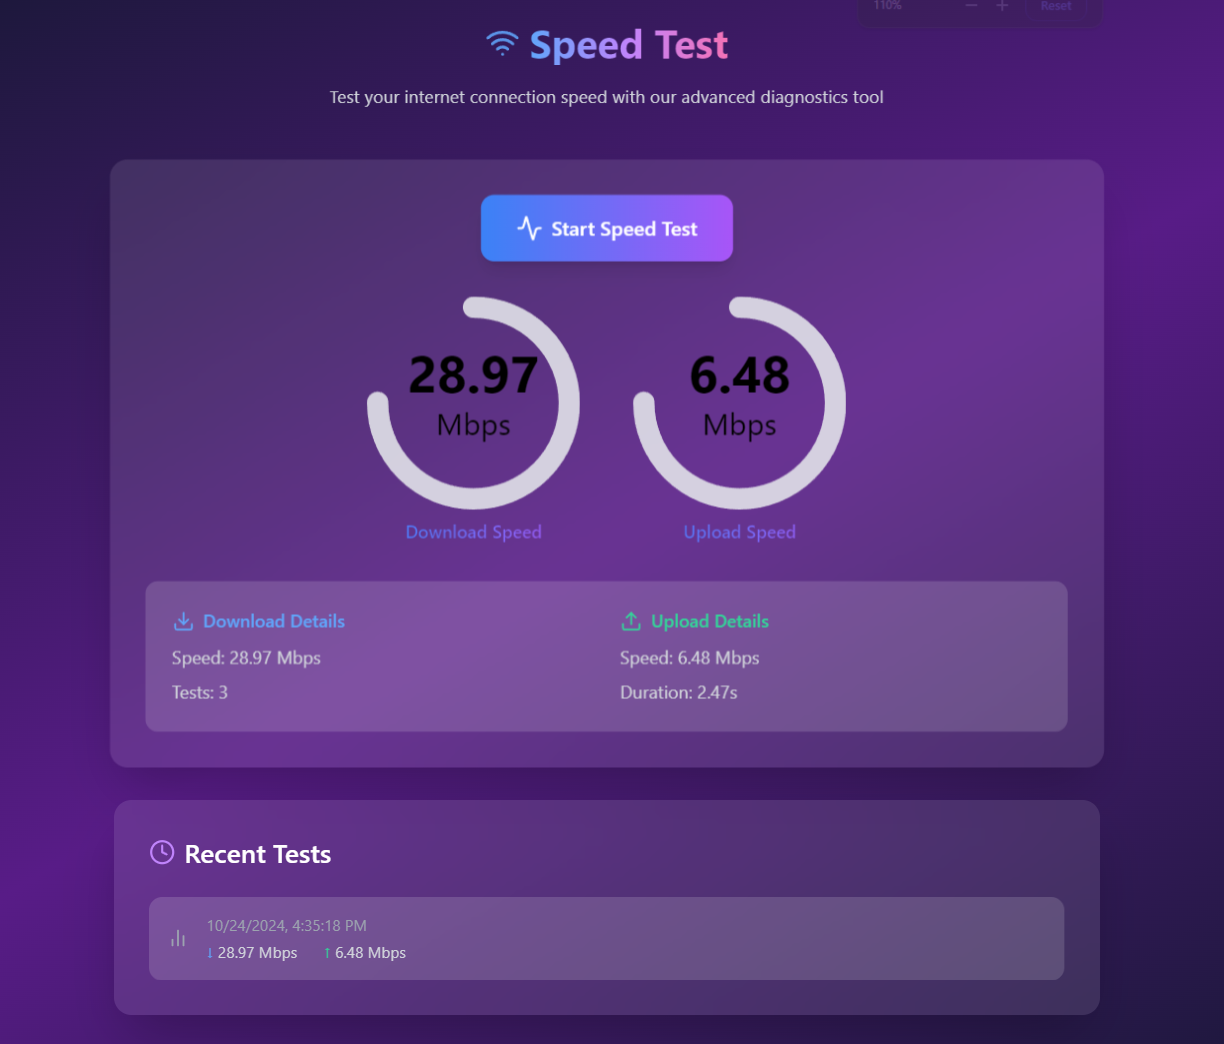 110% − + Reset
Speed Test
Test your internet connection speed with our advanced diagnostics tool
Start Speed Test
28.97
Mbps
6.48
Mbps
Download Speed
Upload Speed
Download Details
Speed: 28.97 Mbps
Tests: 3
Upload Details
Speed: 6.48 Mbps
Duration: 2.47s
Recent Tests
10/24/2024, 4:35:18 PM
↓ 28.97 Mbps ↑ 6.48 Mbps